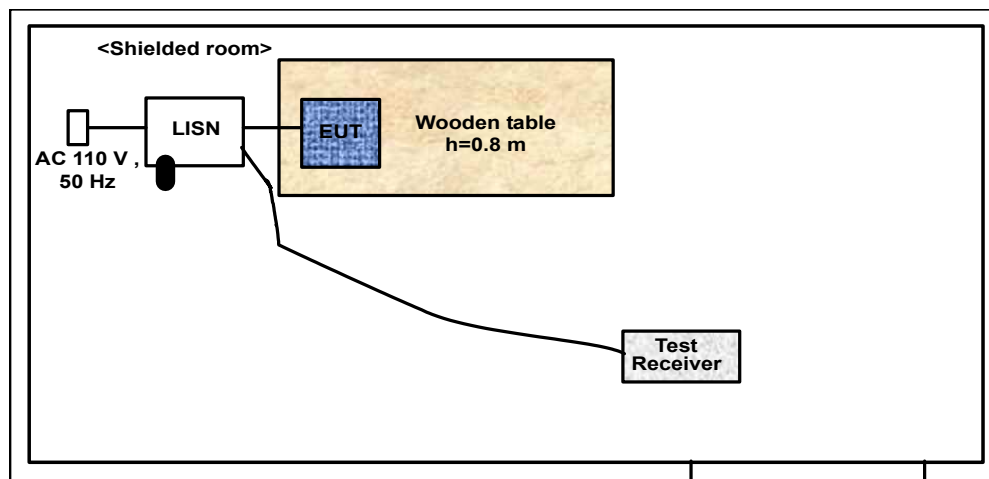 <Shielded room>
LISN
EUT
Wooden table
h=0.8 m
AC 110 V ,
50 Hz
Test
Receiver